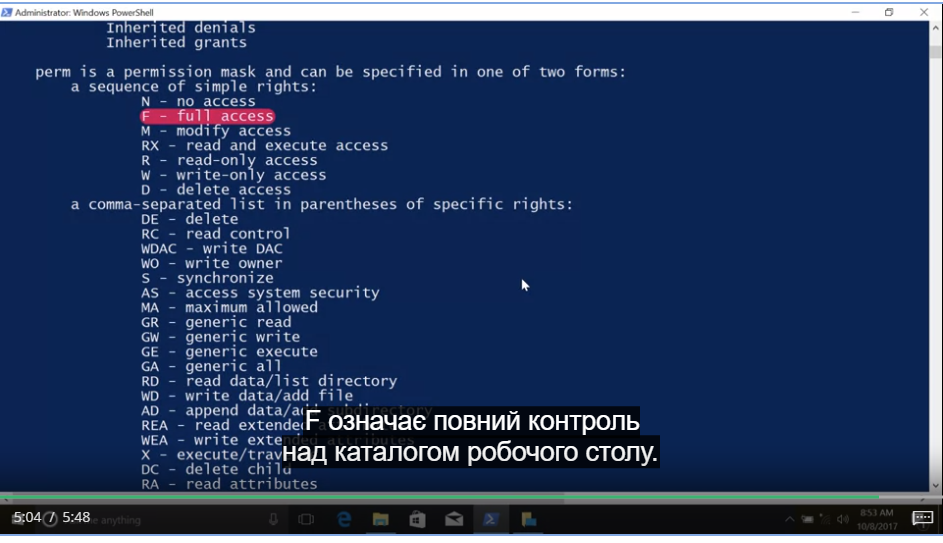 Administrator: Windows PowerShell
Inherited denials
Inherited grants
perm is a permission mask and can be specified in one of two forms:
a sequence of simple rights:
N - no access
F - full access
M - modify access
RX - read and execute access
R - read-only access
W - write-only access
D - delete access
a comma-separated list in parentheses of specific rights:
DE - delete
RC - read control
WDAC - write DAC
WO - write owner
S - synchronize
AS - access system security
MA - maximum allowed
GR - generic read
GW - generic write
GE - generic execute
GA - generic all
RD - read data/list directory
WD - write data/add file
AD - append data/add subdirectory
REA - read extended
WEA - write extended attributes
X - execute/trav
DC - delete child
RA - read attributes
F означає повний контроль
над каталогом робочого столу.
5:04 / 5:48
anything
8:53 AM
10/8/2017